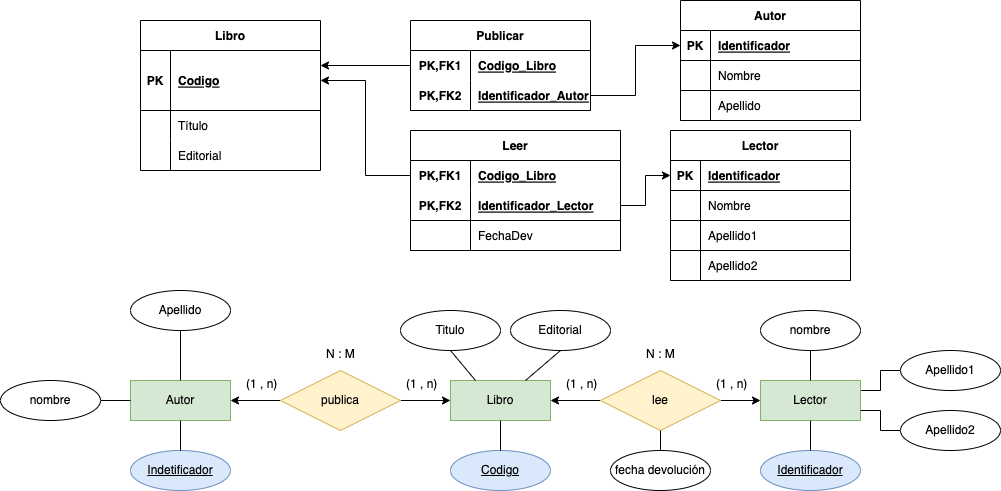 Libro
PK Codigo
Título
Editorial
Publicar
PK,FK1 Codigo_Libro
PK,FK2 Identificador_Autor
Autor
PK Identificador
Nombre
Apellido
Leer
PK,FK1 Codigo_Libro
PK,FK2 Identificador_Lector
FechaDev
Lector
PK Identificador
Nombre
Apellido1
Apellido2
Apellido
Titulo
Editorial
nombre
N : M
N : M
Apellido1
(1 , n)
(1 , n)
(1 , n)
(1 , n)
nombre
Autor
publica
Libro
lee
Lector
Apellido2
Indetificador
Codigo
fecha devolución
Identificador